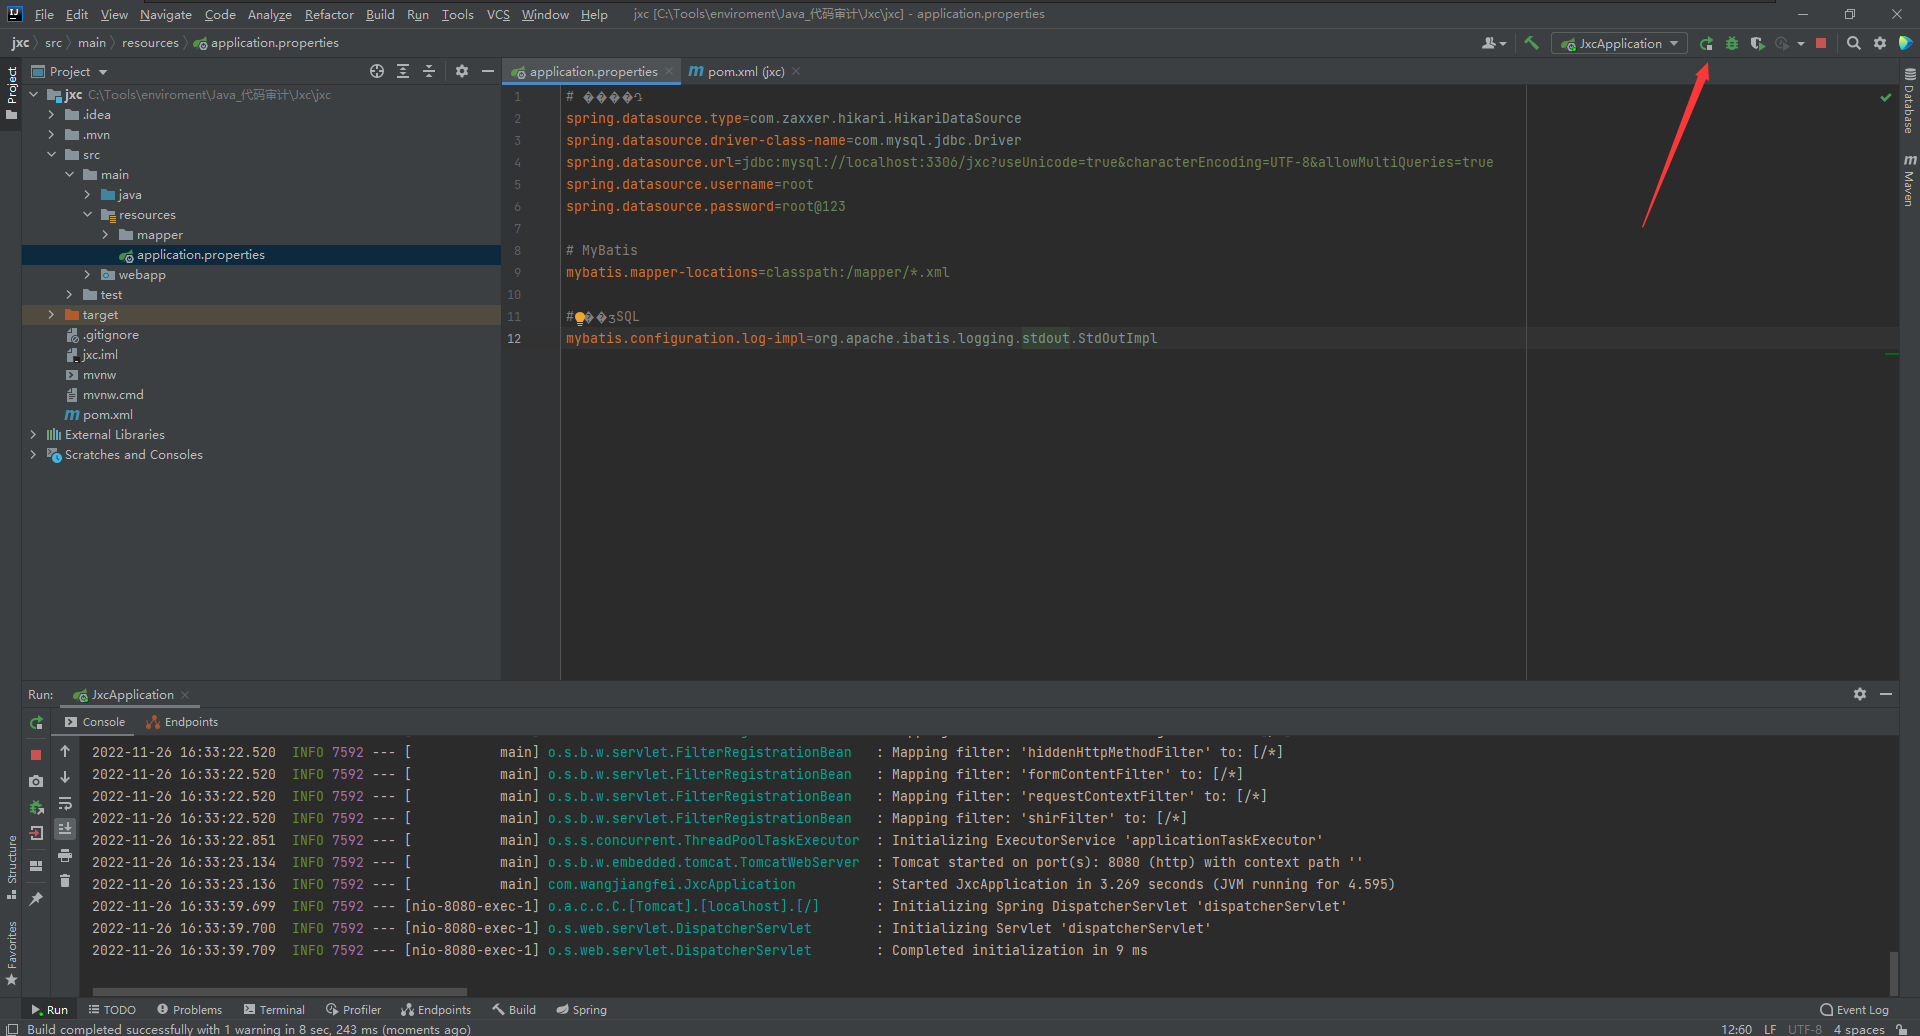 File Edit View Navigate Code Analyze Refactor Build Run Tools VCS Window Help jxc [C:\Tools\enviroment\Java_代码审计\Jxc\jxc] - application.properties
jxc src main resources application.properties
JxcApplication
Project
application.properties
pom.xml (jxc)
Project
jxc C:\Tools\enviroment\Java_代码审计\Jxc\jxc
.idea
.mvn
src
main
java
resources
mapper
application.properties
webapp
test
target
.gitignore
jxc.iml
mvnw
mvnw.cmd
pom.xml
External Libraries
Scratches and Consoles
1 #
2 spring.datasource.type=com.zaxxer.hikari.HikariDataSource
3 spring.datasource.driver-class-name=com.mysql.jdbc.Driver
4 spring.datasource.url=jdbc:mysql://localhost:3306/jxc?useUnicode=true&characterEncoding=UTF-8&allowMultiQueries=true
5 spring.datasource.username=root
6 spring.datasource.password=root@123
7
8 # MyBatis
9 mybatis.mapper-locations=classpath:/mapper/*.xml
10
11 # SQL
12 mybatis.configuration.log-impl=org.apache.ibatis.logging.stdout.StdOutImpl
Database
Maven
Run: JxcApplication
Console Endpoints
2022-11-26 16:33:22.520 INFO 7592 --- [ main] o.s.b.w.servlet.FilterRegistrationBean : Mapping filter: 'hiddenHttpMethodFilter' to: [/*]
2022-11-26 16:33:22.520 INFO 7592 --- [ main] o.s.b.w.servlet.FilterRegistrationBean : Mapping filter: 'formContentFilter' to: [/*]
2022-11-26 16:33:22.520 INFO 7592 --- [ main] o.s.b.w.servlet.FilterRegistrationBean : Mapping filter: 'requestContextFilter' to: [/*]
2022-11-26 16:33:22.520 INFO 7592 --- [ main] o.s.b.w.servlet.FilterRegistrationBean : Mapping filter: 'shirFilter' to: [/*]
2022-11-26 16:33:22.851 INFO 7592 --- [ main] o.s.s.concurrent.ThreadPoolTaskExecutor : Initializing ExecutorService 'applicationTaskExecutor'
2022-11-26 16:33:23.134 INFO 7592 --- [ main] o.s.b.w.embedded.tomcat.TomcatWebServer : Tomcat started on port(s): 8080 (http) with context path ''
2022-11-26 16:33:23.136 INFO 7592 --- [ main] com.wangjiangfei.JxcApplication : Started JxcApplication in 3.269 seconds (JVM running for 4.595)
2022-11-26 16:33:39.699 INFO 7592 --- [nio-8080-exec-1] o.a.c.c.C.[Tomcat].[localhost].[/] : Initializing Spring DispatcherServlet 'dispatcherServlet'
2022-11-26 16:33:39.700 INFO 7592 --- [nio-8080-exec-1] o.s.web.servlet.DispatcherServlet : Initializing Servlet 'dispatcherServlet'
2022-11-26 16:33:39.709 INFO 7592 --- [nio-8080-exec-1] o.s.web.servlet.DispatcherServlet : Completed initialization in 9 ms
Structure
Favorites
Run TODO Problems Terminal Profiler Endpoints Build Spring Event Log
Build completed successfully with 1 warning in 8 sec, 243 ms (moments ago) 12:60 LF UTF-8 4 spaces